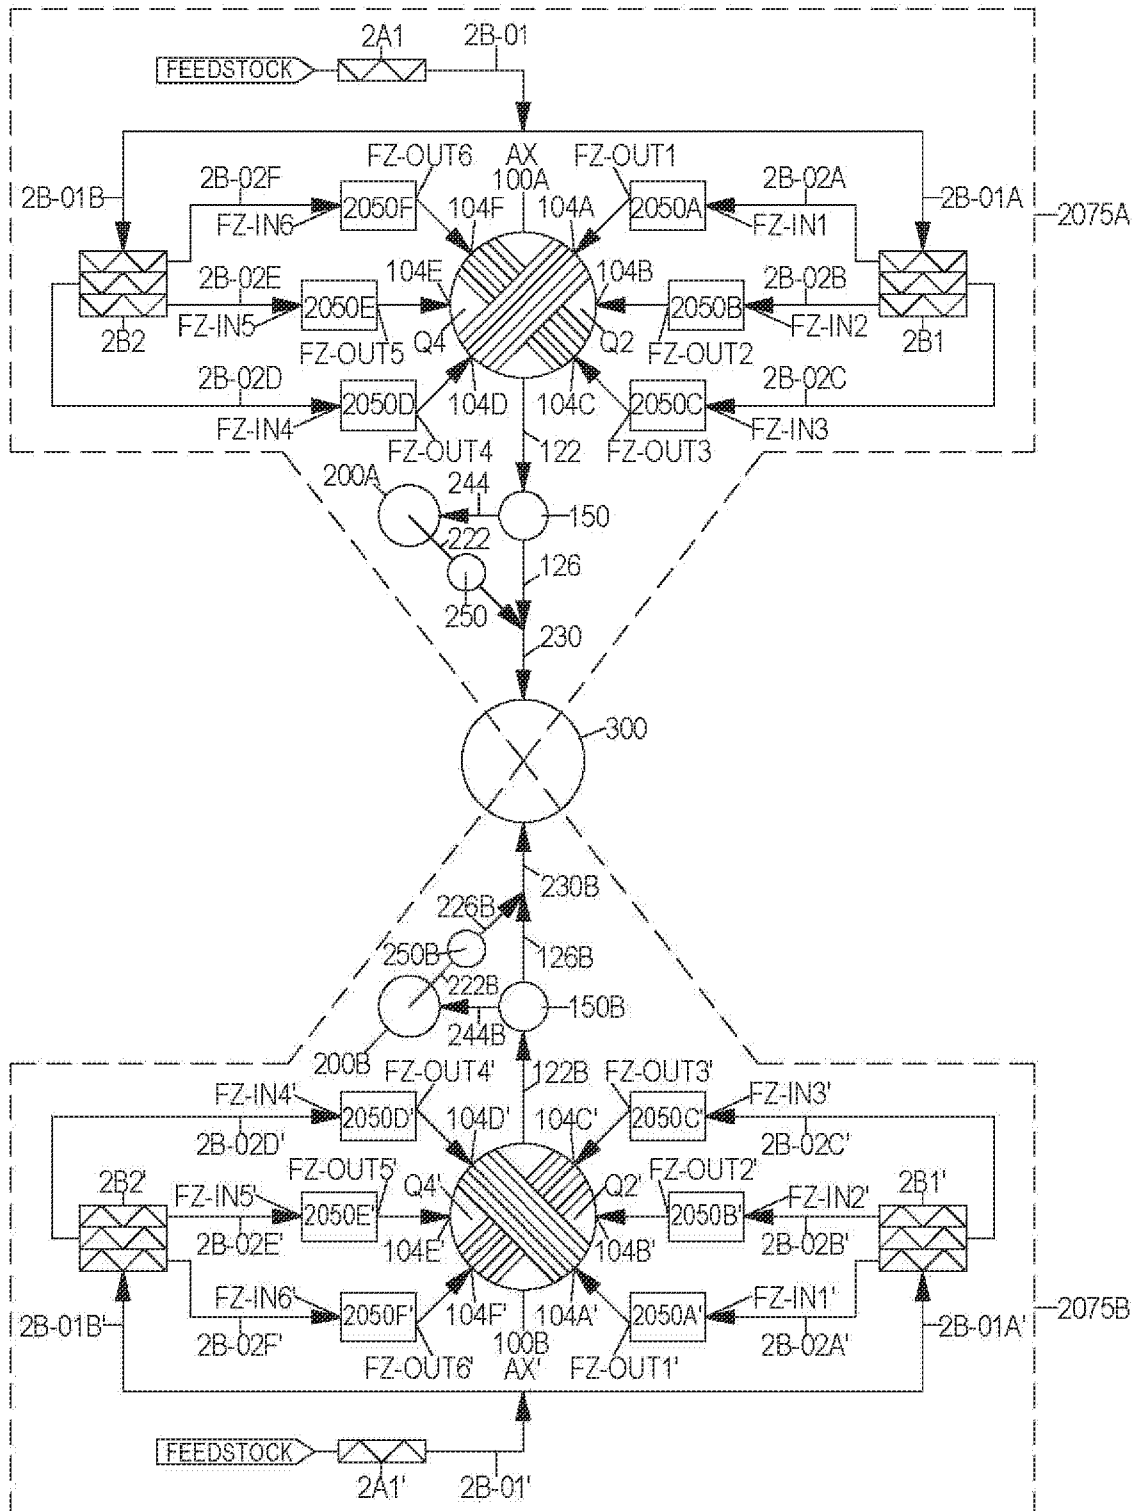 2A1 2B-01
FEEDSTOCK
FZ-OUT6 AX FZ-OUT1
2B-02F 100A 2B-02A
2B-01B 2050F 104F 104A 2050A 2B-01A 2075A
FZ-IN6 FZ-IN1
2B-02E 104E 104B 2B-02B
2050E 2050B
FZ-IN5 Q4 Q2 FZ-IN2
2B2 FZ-OUT5 FZ-OUT2 2B1
2B-02D 2B-02C
2050D 104D 104C 2050C
FZ-IN4 FZ-IN3
FZ-OUT4 122 FZ-OUT3
200A 244
150
222
126
250
230
300
230B
226B
250B 126B
222B
150B
244B
200B
FZ-OUT4' 122B FZ-OUT3'
FZ-IN4' FZ-IN3'
2050D' 104D' 104C' 2050C'
2B-02D' 2B-02C'
2B2' FZ-OUT5' FZ-OUT2' 2B1'
FZ-IN5' Q4' Q2' FZ-IN2'
2050E' 2050B'
2B-02E' 104E' 104B' 2B-02B'
FZ-IN6' FZ-IN1'
2B-01B' 2050F' 104F' 104A' 2050A' 2B-01A' 2075B
2B-02F' 100B 2B-02A'
FZ-OUT6' AX' FZ-OUT1'
FEEDSTOCK
2A1' 2B-01'